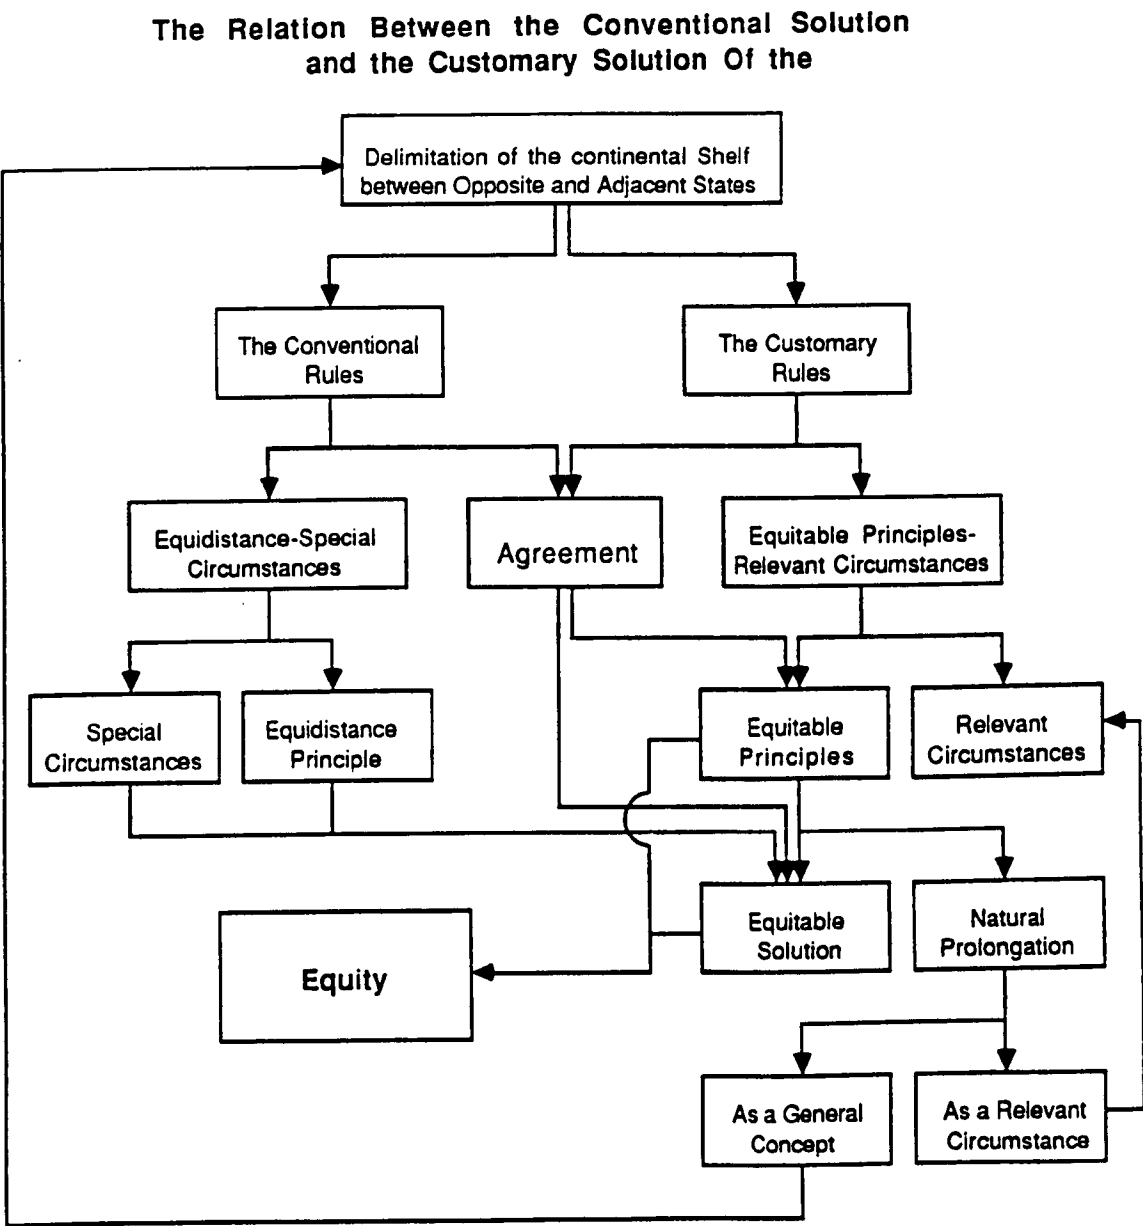 The Relation Between the Conventional Solution
and the Customary Solution Of the
Delimitation of the continental Shelf
between Opposite and Adjacent States
The Conventional
Rules
The Customary
Rules
Equidistance-Special
Circumstances
Agreement
Equitable Principles-
Relevant Circumstances
Special
Circumstances
Equidistance
Principle
Equitable
Principles
Relevant
Circumstances
Equity
Equitable
Solution
Natural
Prolongation
As a General
Concept
As a Relevant
Circumstance